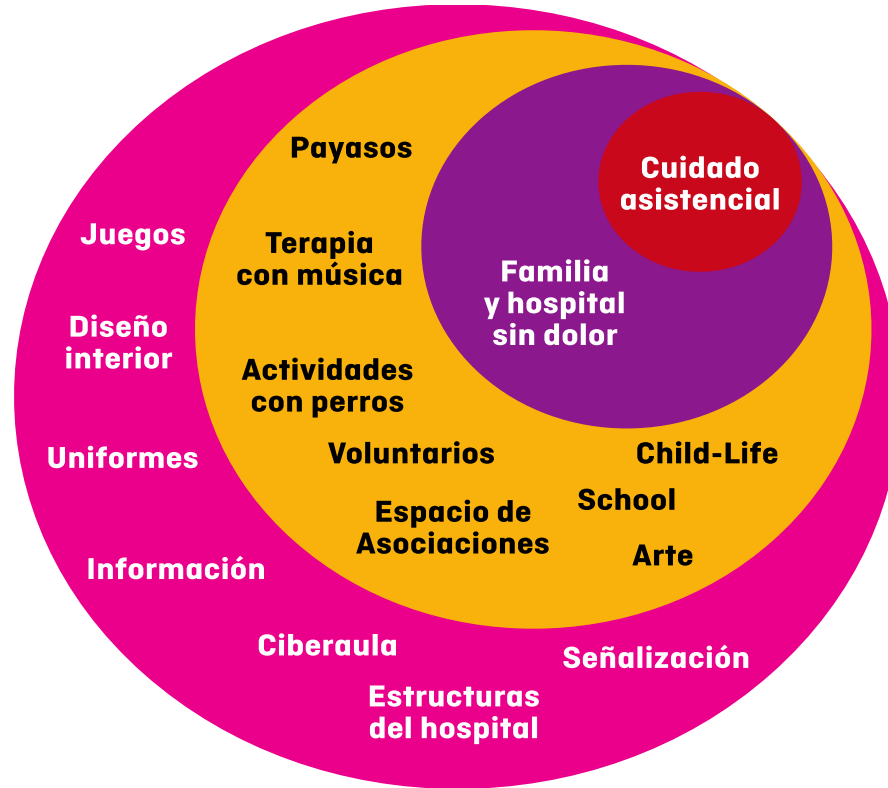 Payasos
Cuidado
asistencial
Juegos
Terapia
con música
Familia
y hospital
sin dolor
Diseño
interior
Actividades
con perros
Uniformes
Voluntarios
Child-Life
School
Espacio de
Asociaciones
Arte
Información
Ciberaula
Señalización
Estructuras
del hospital